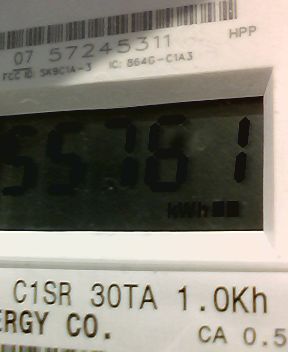 HPP
07 57245311
FCC ID: SK9C1A-3 IC: 864G-C1A3
55761
kWh
C1SR 30TA 1.0Kh
ERGY CO.
CA 0.5